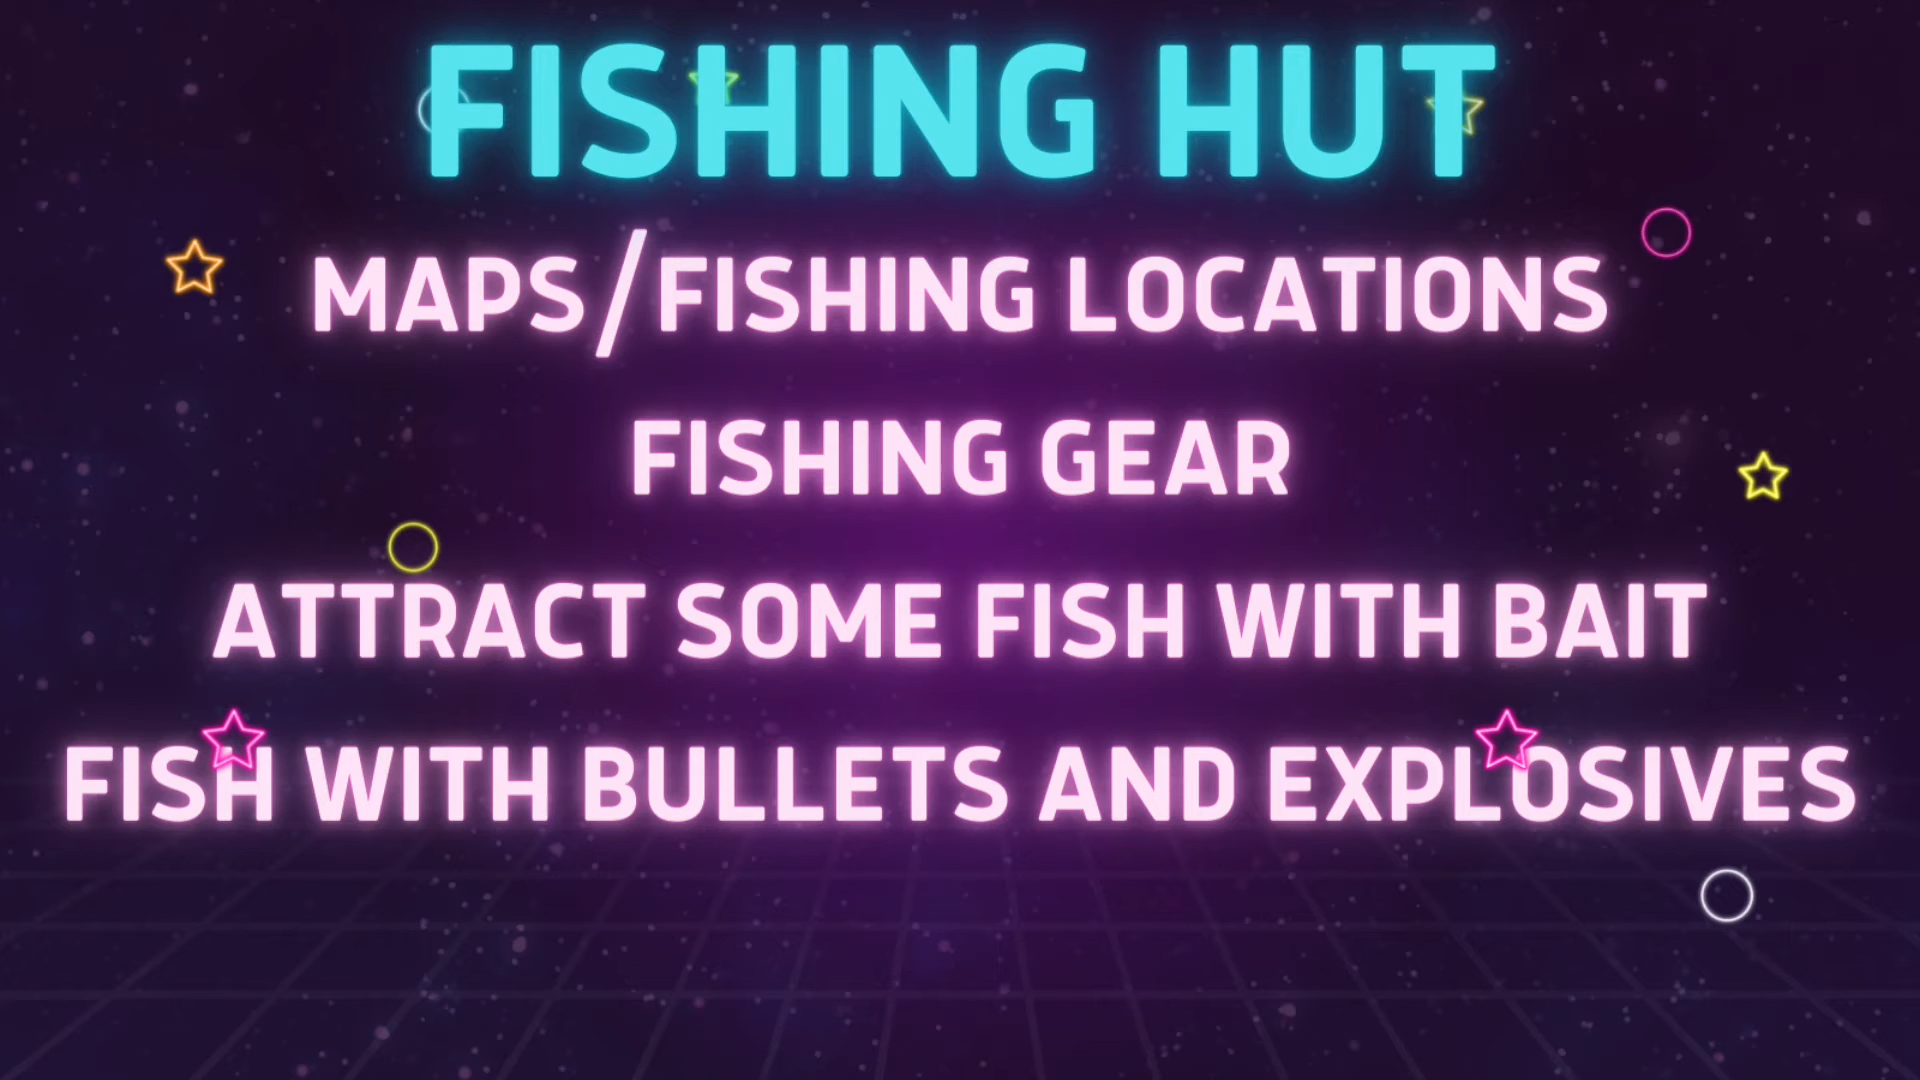 FISHING HUT
MAPS/FISHING LOCATIONS
FISHING GEAR
ATTRACT SOME FISH WITH BAIT
FISH WITH BULLETS AND EXPLOSIVES